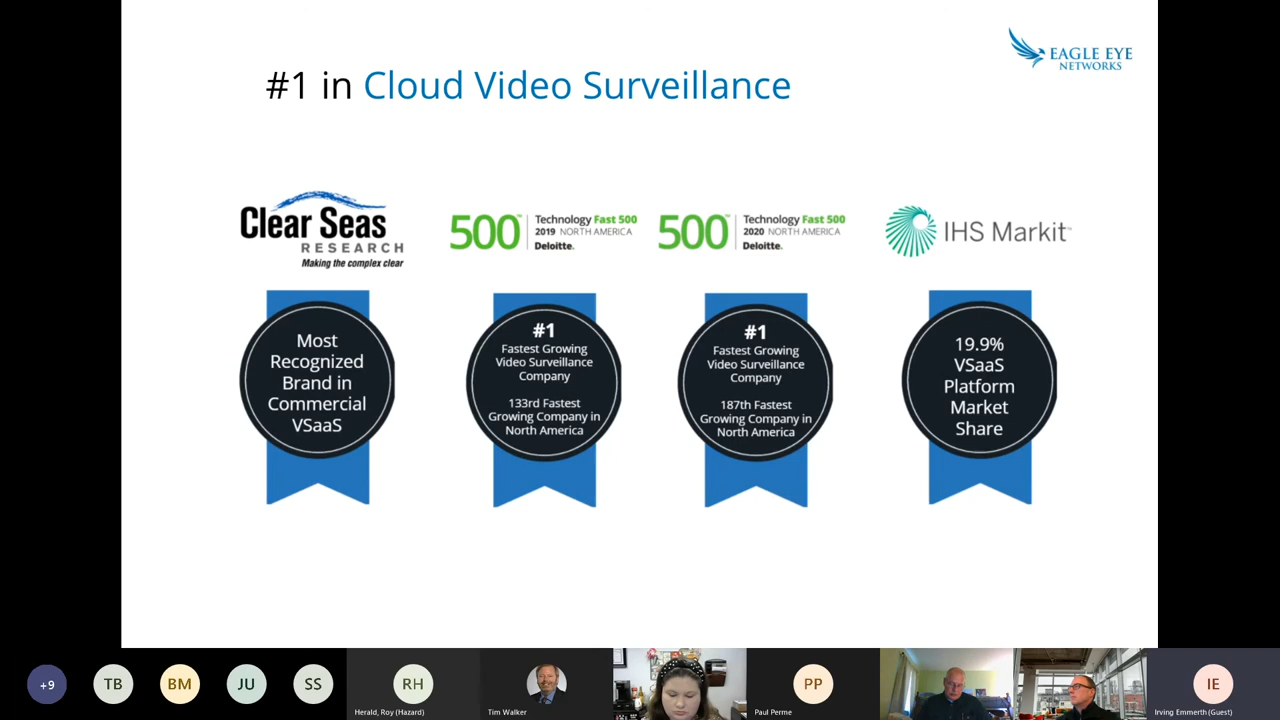 EAGLE EYE
NETWORKS
#1 in Cloud Video Surveillance
Clear Seas
RESEARCH
Making the complex clear
500™ Technology Fast 500
2019 NORTH AMERICA
Deloitte.
500™ Technology Fast 500
2020 NORTH AMERICA
Deloitte.
IHS Markit™
Most
Recognized
Brand in
Commercial
VSaaS
#1
Fastest Growing
Video Surveillance
Company
133rd Fastest
Growing Company in
North America
#1
Fastest Growing
Video Surveillance
Company
187th Fastest
Growing Company in
North America
19.9%
VSaaS
Platform
Market
Share
+9
TB
BM
JU
SS
RH
Herald, Roy (Hazard)
Tim Walker
PP
Paul Perme
IE
Irving Emmerth (Guest)